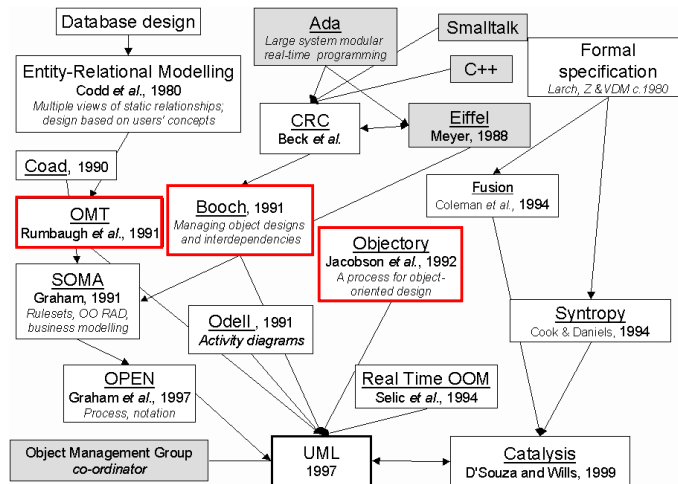 Database design
Ada
Large system modular
real-time programming
Smalltalk
C++
Formal
specification
Larch, Z &VDM c.1980
Entity-Relational Modelling
Codd et al., 1980
Multiple views of static relationships;
design based on users' concepts
CRC
Beck et al.
Eiffel
Meyer, 1988
Coad, 1990
OMT
Rumbaugh et al., 1991
Booch, 1991
Managing object designs
and interdependencies
Fusion
Coleman et al., 1994
Objectory
Jacobson et al., 1992
A process for object-
oriented design
SOMA
Graham, 1991
Rulesets, OO RAD,
business modelling
Odell, 1991
Activity diagrams
Syntropy
Cook & Daniels, 1994
OPEN
Graham et al., 1997
Process, notation
Real Time OOM
Selic et al., 1994
Object Management Group
co-ordinator
UML
1997
Catalysis
D'Souza and Wills, 1999